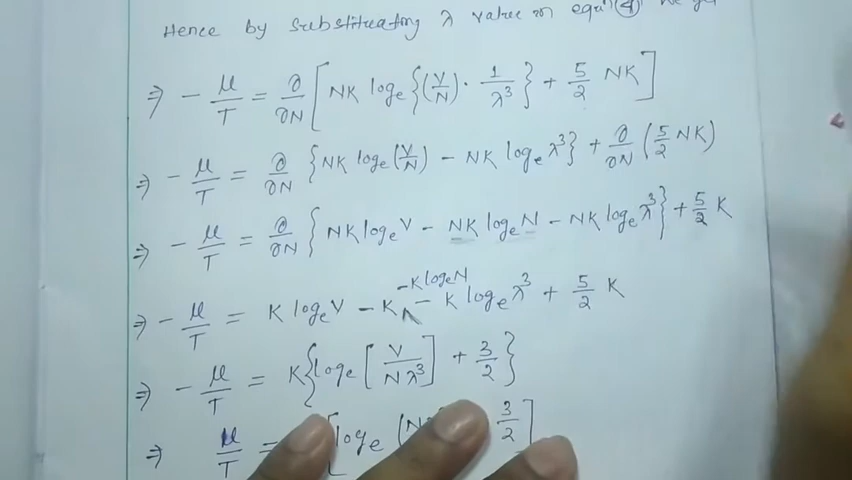 Hence by substituating λ value in equⁿ ④ we get
⇒ - μ/T = ∂/∂N [ NK logₑ {(V/N) · 1/λ³} + 5/2 NK ]
⇒ - μ/T = ∂/∂N { NK logₑ (V/N) - NK logₑ λ³ } + ∂/∂N (5/2 NK)
⇒ - μ/T = ∂/∂N { NK logₑ V - NK logₑ N - NK logₑ λ³ } + 5/2 K
- K logₑ N
⇒ - μ/T = K logₑ V - K ∧ - K logₑ λ³ + 5/2 K
⇒ - μ/T = K { logₑ [ V / Nλ³ ] + 3/2 }
⇒ μ/T = [ logₑ (N 3/2 ]